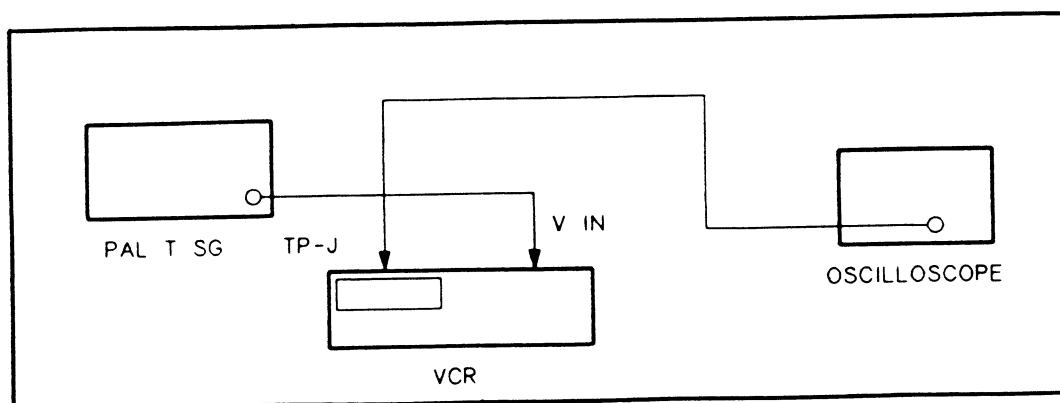 PAL T SG
TP-J
V IN
OSCILLOSCOPE
VCR